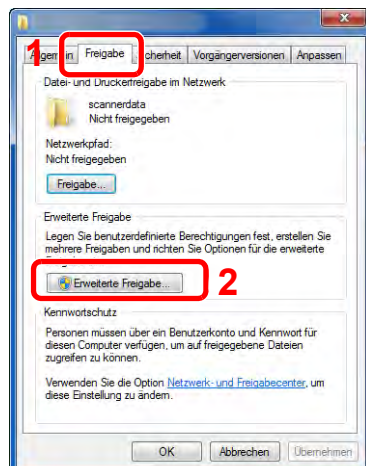 1
Freigabe
Vorgängerversionen
Anpassen
Datei- und Druckerfreigabe im Netzwerk
scannerdata
Nicht freigegeben
Netzwerkpfad:
Nicht freigegeben
Freigabe...
Erweiterte Freigabe
Legen Sie benutzerdefinierte Berechtigungen fest, erstellen Sie
mehrere Freigaben und richten Sie Optionen für die erweiterte
Erweiterte Freigabe...
2
Kennwortschutz
Personen müssen über ein Benutzerkonto und Kennwort für
diesen Computer verfügen, um auf freigegebene Dateien
zugreifen zu können.
Verwenden Sie die Option Netzwerk- und Freigabecenter, um
diese Einstellung zu ändern.
OK
Abbrechen
Übernehmen